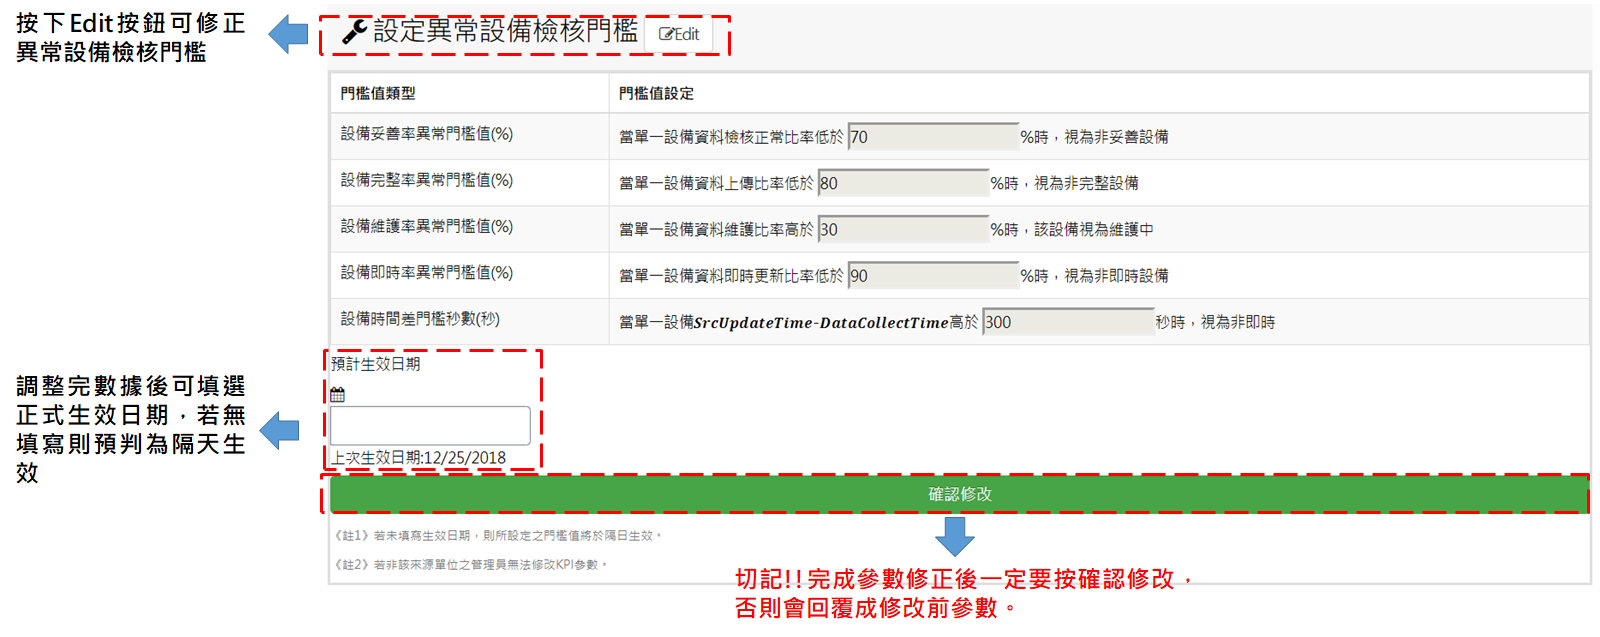 按下Edit按鈕可修正
異常設備檢核門檻
設定異常設備檢核門檻 Edit
門檻值類型 門檻值設定
設備妥善率異常門檻值(%) 當單一設備資料檢核正常比率低於 70 %時，視為非妥善設備
設備完整率異常門檻值(%) 當單一設備資料上傳比率低於 80 %時，視為非完整設備
設備維護率異常門檻值(%) 當單一設備資料維護比率高於 30 %時，該設備視為維護中
設備即時率異常門檻值(%) 當單一設備資料即時更新比率低於 90 %時，視為非即時設備
設備時間差門檻秒數(秒) 當單一設備SrcUpdateTime-DataCollectTime高於 300 秒時，視為非即時
調整完數據後可填選
正式生效日期，若無
填寫則預判為隔天生
效
預計生效日期
上次生效日期:12/25/2018
確認修改
《註1》若未填寫生效日期，則所設定之門檻值將於隔日生效。
《註2》若非該來源單位之管理員無法修改KPI參數。
切記!!完成參數修正後一定要按確認修改，
否則會回覆成修改前參數。